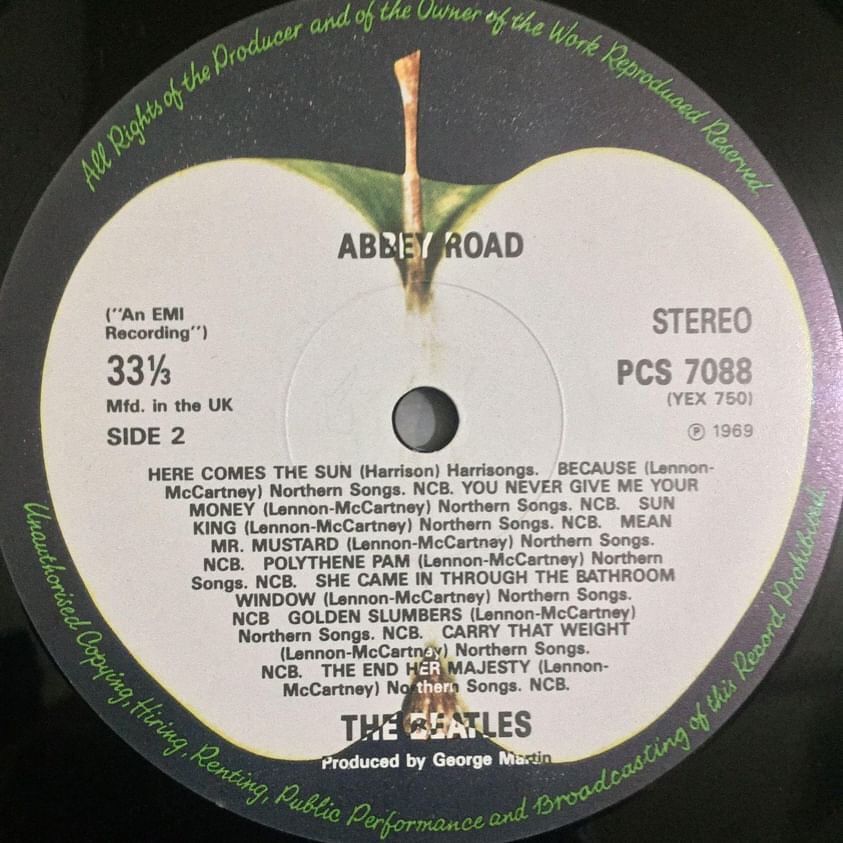 All Rights of the Producer and of the Owner of the Work Reproduced Reserved.
ABBEY ROAD
(“An EMI
Recording”)
33⅓
Mfd. in the UK
SIDE 2
STEREO
PCS 7088
(YEX 750)
℗ 1969
HERE COMES THE SUN (Harrison) Harrisongs. BECAUSE (Lennon-
McCartney) Northern Songs. NCB. YOU NEVER GIVE ME YOUR
MONEY (Lennon-McCartney) Northern Songs. NCB. SUN
KING (Lennon-McCartney) Northern Songs. NCB. MEAN
MR. MUSTARD (Lennon-McCartney) Northern Songs.
NCB. POLYTHENE PAM (Lennon-McCartney) Northern
Songs. NCB. SHE CAME IN THROUGH THE BATHROOM
WINDOW (Lennon-McCartney) Northern Songs.
NCB GOLDEN SLUMBERS (Lennon-McCartney)
Northern Songs. NCB. CARRY THAT WEIGHT
(Lennon-McCartney) Northern Songs.
NCB. THE END HER MAJESTY (Lennon-
McCartney) Northern Songs. NCB.
THE BEATLES
Produced by George Martin
Unauthorised Copying, Hiring, Renting, Public Performance and Broadcasting of this Record Prohibited.